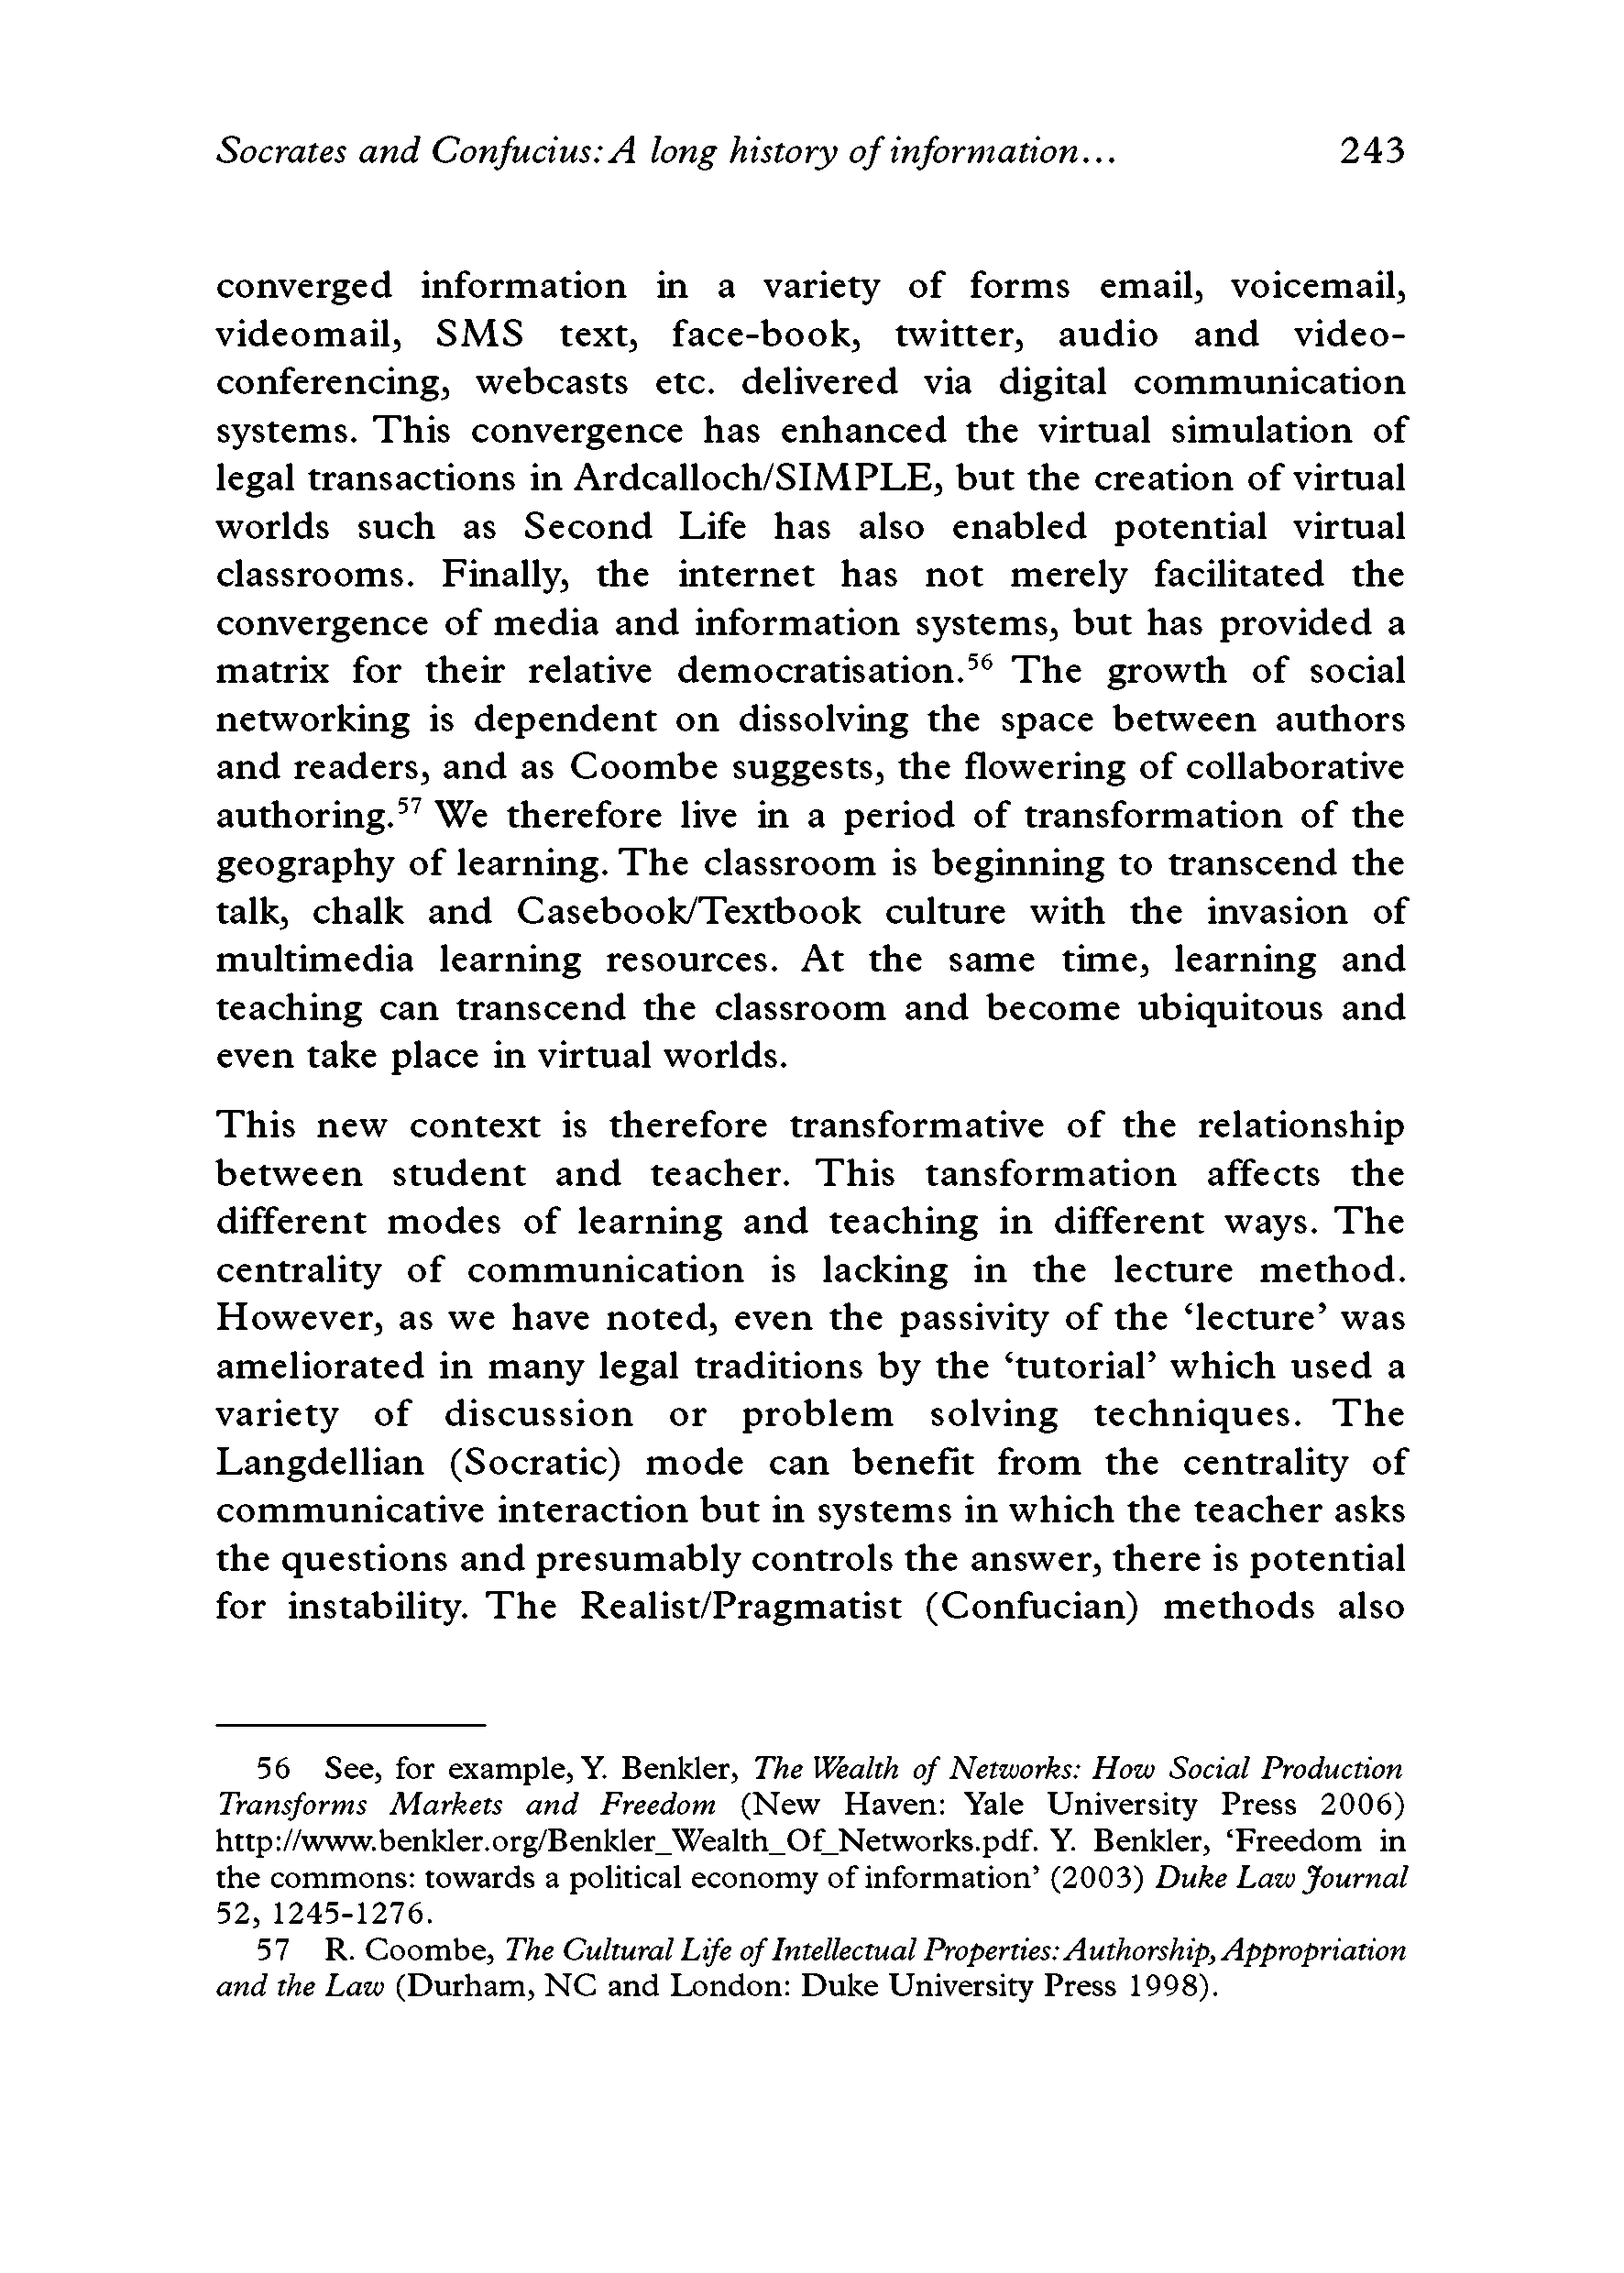 Socrates and Confucius: A long history of information... 243
converged information in a variety of forms email, voicemail,
videomail, SMS text, face-book, twitter, audio and video-
conferencing, webcasts etc. delivered via digital communication
systems. This convergence has enhanced the virtual simulation of
legal transactions in Ardcalloch/SIMPLE, but the creation of virtual
worlds such as Second Life has also enabled potential virtual
classrooms. Finally, the internet has not merely facilitated the
convergence of media and information systems, but has provided a
matrix for their relative democratisation.56 The growth of social
networking is dependent on dissolving the space between authors
and readers, and as Coombe suggests, the flowering of collaborative
authoring.57 We therefore live in a period of transformation of the
geography of learning. The classroom is beginning to transcend the
talk, chalk and Casebook/Textbook culture with the invasion of
multimedia learning resources. At the same time, learning and
teaching can transcend the classroom and become ubiquitous and
even take place in virtual worlds.
This new context is therefore transformative of the relationship
between student and teacher. This tansformation affects the
different modes of learning and teaching in different ways. The
centrality of communication is lacking in the lecture method.
However, as we have noted, even the passivity of the ‘lecture’ was
ameliorated in many legal traditions by the ‘tutorial’ which used a
variety of discussion or problem solving techniques. The
Langdellian (Socratic) mode can benefit from the centrality of
communicative interaction but in systems in which the teacher asks
the questions and presumably controls the answer, there is potential
for instability. The Realist/Pragmatist (Confucian) methods also
56 See, for example, Y. Benkler, The Wealth of Networks: How Social Production
Transforms Markets and Freedom (New Haven: Yale University Press 2006)
http://www.benkler.org/Benkler_Wealth_Of_Networks.pdf. Y. Benkler, ‘Freedom in
the commons: towards a political economy of information’ (2003) Duke Law Journal
52, 1245-1276.
57 R. Coombe, The Cultural Life of Intellectual Properties: Authorship, Appropriation
and the Law (Durham, NC and London: Duke University Press 1998).